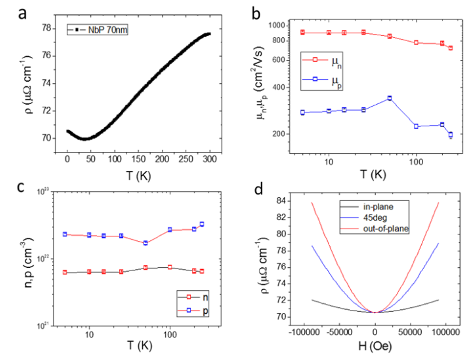 a
NbP 70nm
78
76
74
72
70
ρ (μΩ cm⁻¹)
0 50 100 150 200 250 300
T (K)
b
1000
800
600
400
200
μₙ,μₚ (cm²/Vs)
μₙ
μₚ
10 100
T (K)
c
10²³
10²²
10²¹
n,p (cm⁻³)
n
p
10 100
T (K)
d
84
82
80
78
76
74
72
70
ρ (μΩ cm⁻¹)
in-plane
45deg
out-of-plane
-100000 -50000 0 50000 100000
H (Oe)